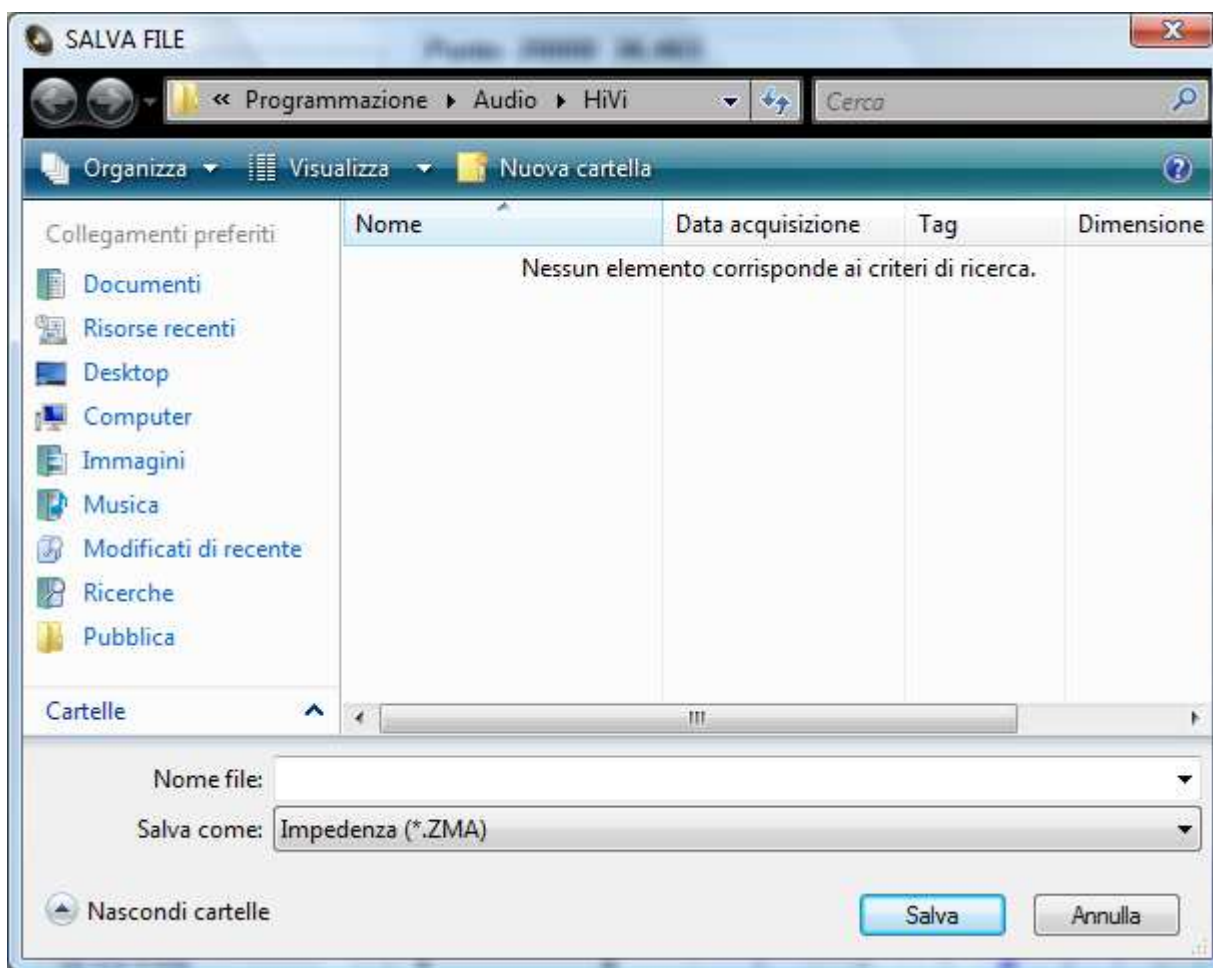 SALVA FILE
« Programmazione Audio HiVi Cerca
Organizza Visualizza Nuova cartella
Collegamenti preferiti
Nome Data acquisizione Tag Dimensione
Nessun elemento corrisponde ai criteri di ricerca.
Documenti
Risorse recenti
Desktop
Computer
Immagini
Musica
Modificati di recente
Ricerche
Pubblica
Cartelle
Nome file:
Salva come: Impedenza (*.ZMA)
Nascondi cartelle Salva Annulla